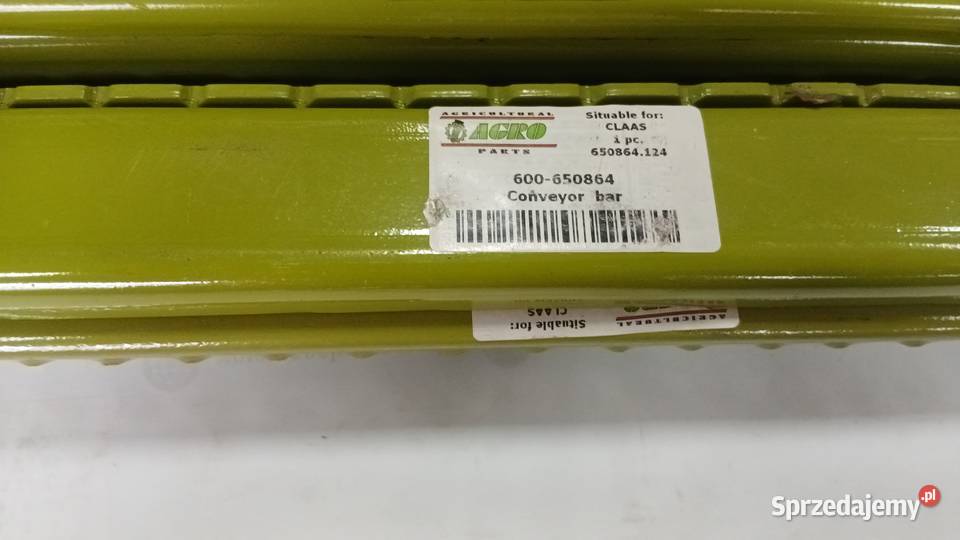 AGRICULTURAL
AGRO
PARTS
Situable for:
CLAAS
1 pc.
650864.124
600-650864
Conveyor bar
Situable for:
CLAAS
AGRICULTURAL
Sprzedajemy.pl